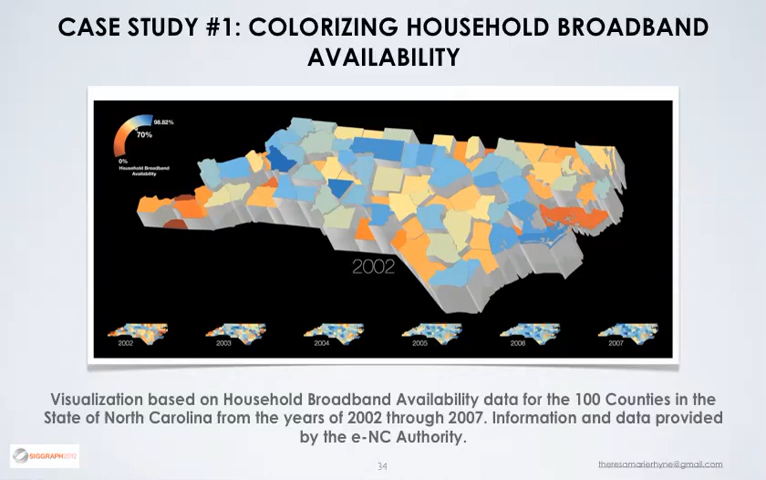 CASE STUDY #1: COLORIZING HOUSEHOLD BROADBAND
AVAILABILITY
98.82%
70%
0%
Household Broadband
Availability
2002
2002
2003
2004
2005
2006
2007
Visualization based on Household Broadband Availability data for the 100 Counties in the
State of North Carolina from the years of 2002 through 2007. Information and data provided
by the e-NC Authority.
SIGGRAPH2012
34
theresamarierhyne@gmail.com